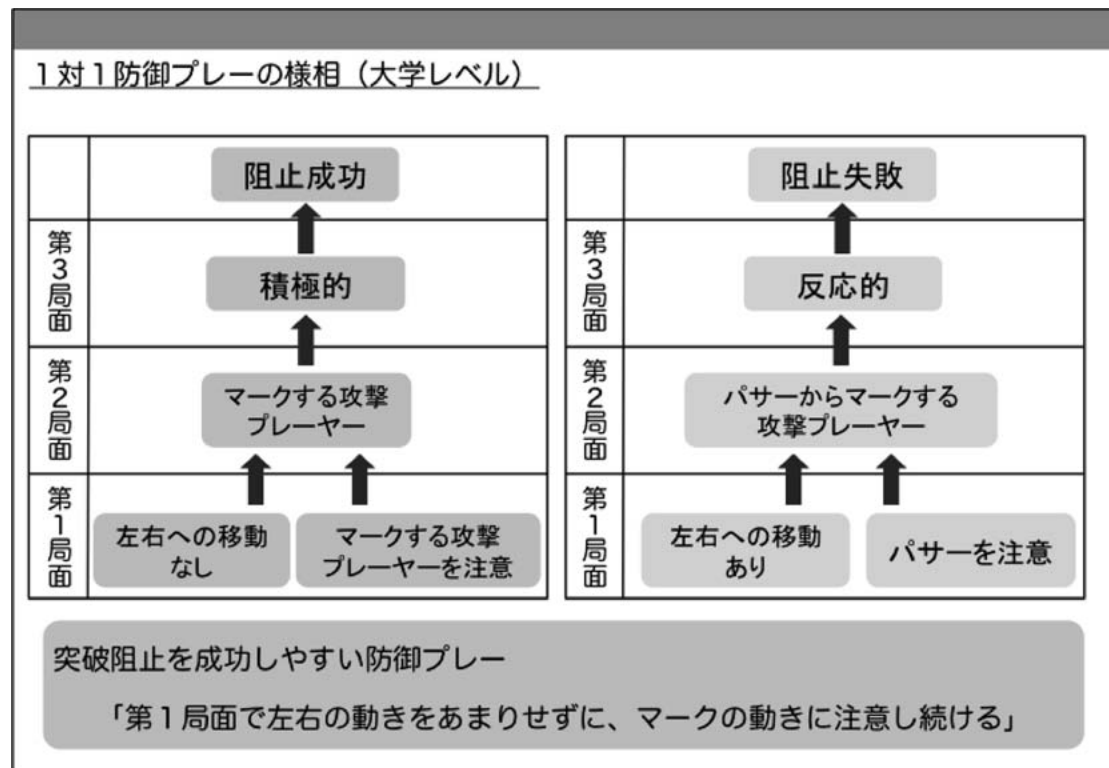 1対1防御プレーの様相（大学レベル）
阻止成功
第3局面
積極的
第2局面
マークする攻撃
プレーヤー
第1局面
左右への移動
なし
マークする攻撃
プレーヤーを注意
阻止失敗
第3局面
反応的
第2局面
パサーからマークする
攻撃プレーヤー
第1局面
左右への移動
あり
パサーを注意
突破阻止を成功しやすい防御プレー
「第1局面で左右の動きをあまりせずに、マークの動きに注意し続ける」